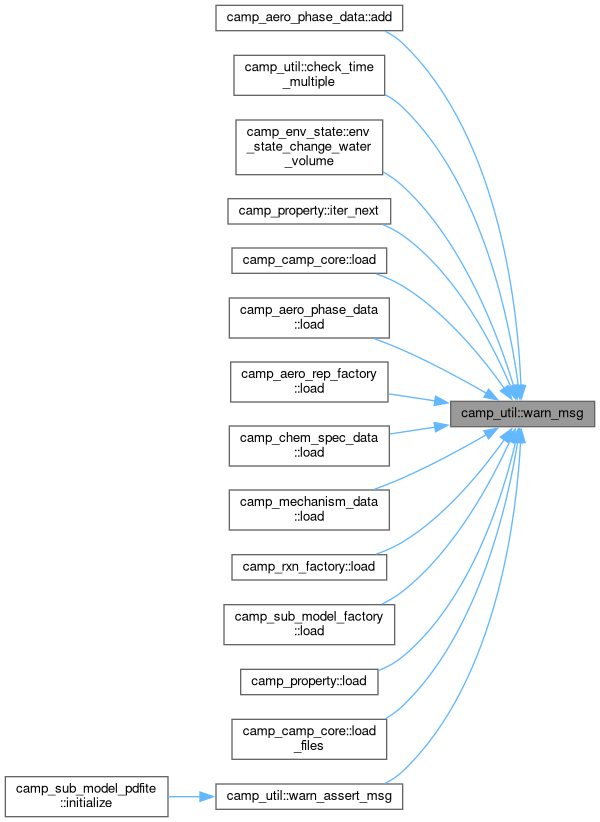 camp_aero_phase_data::add
camp_util::check_time
_multiple
camp_env_state::env
_state_change_water
_volume
camp_property::iter_next
camp_camp_core::load
camp_aero_phase_data
::load
camp_aero_rep_factory
::load
camp_util::warn_msg
camp_chem_spec_data
::load
camp_mechanism_data
::load
camp_rxn_factory::load
camp_sub_model_factory
::load
camp_property::load
camp_camp_core::load
_files
camp_sub_model_pdfite
::initialize
camp_util::warn_assert_msg